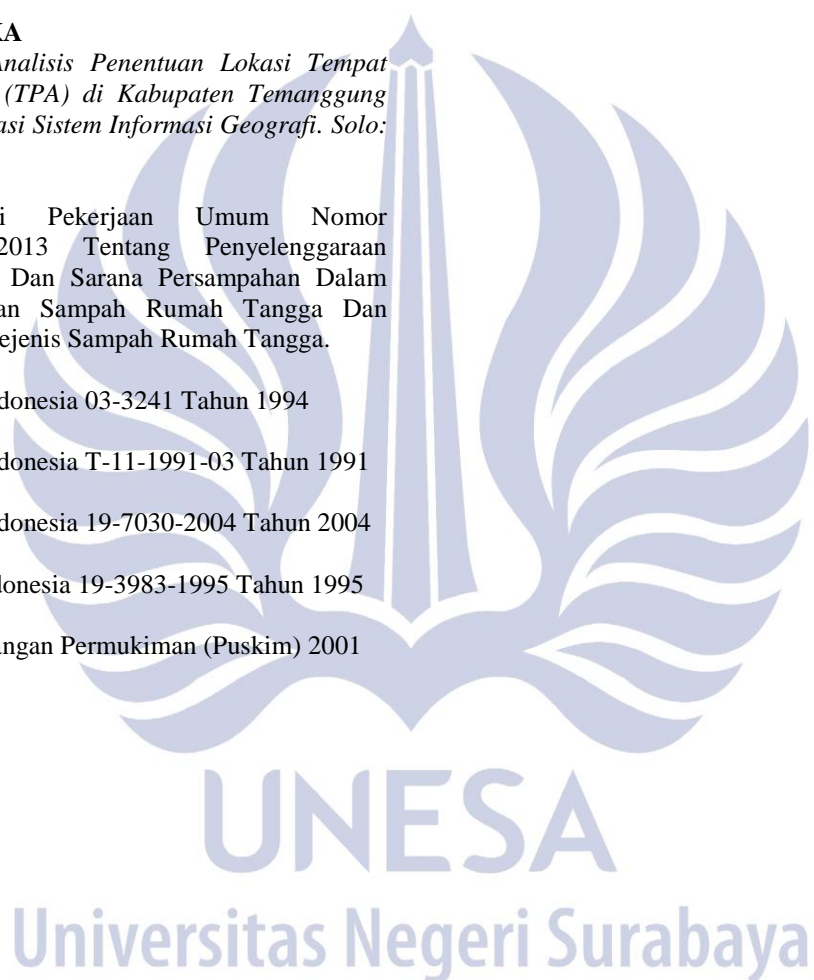 KA
Analisis Penentuan Lokasi Tempat
(TPA) di Kabupaten Temanggung
asi Sistem Informasi Geografi. Solo:
i Pekerjaan Umum Nomor
2013 Tentang Penyelenggaraan
Dan Sarana Persampahan Dalam
an Sampah Rumah Tangga Dan
ejenis Sampah Rumah Tangga.
donesia 03-3241 Tahun 1994
donesia T-11-1991-03 Tahun 1991
donesia 19-7030-2004 Tahun 2004
donesia 19-3983-1995 Tahun 1995
angan Permukiman (Puskim) 2001
UNESA
Universitas Negeri Surabaya